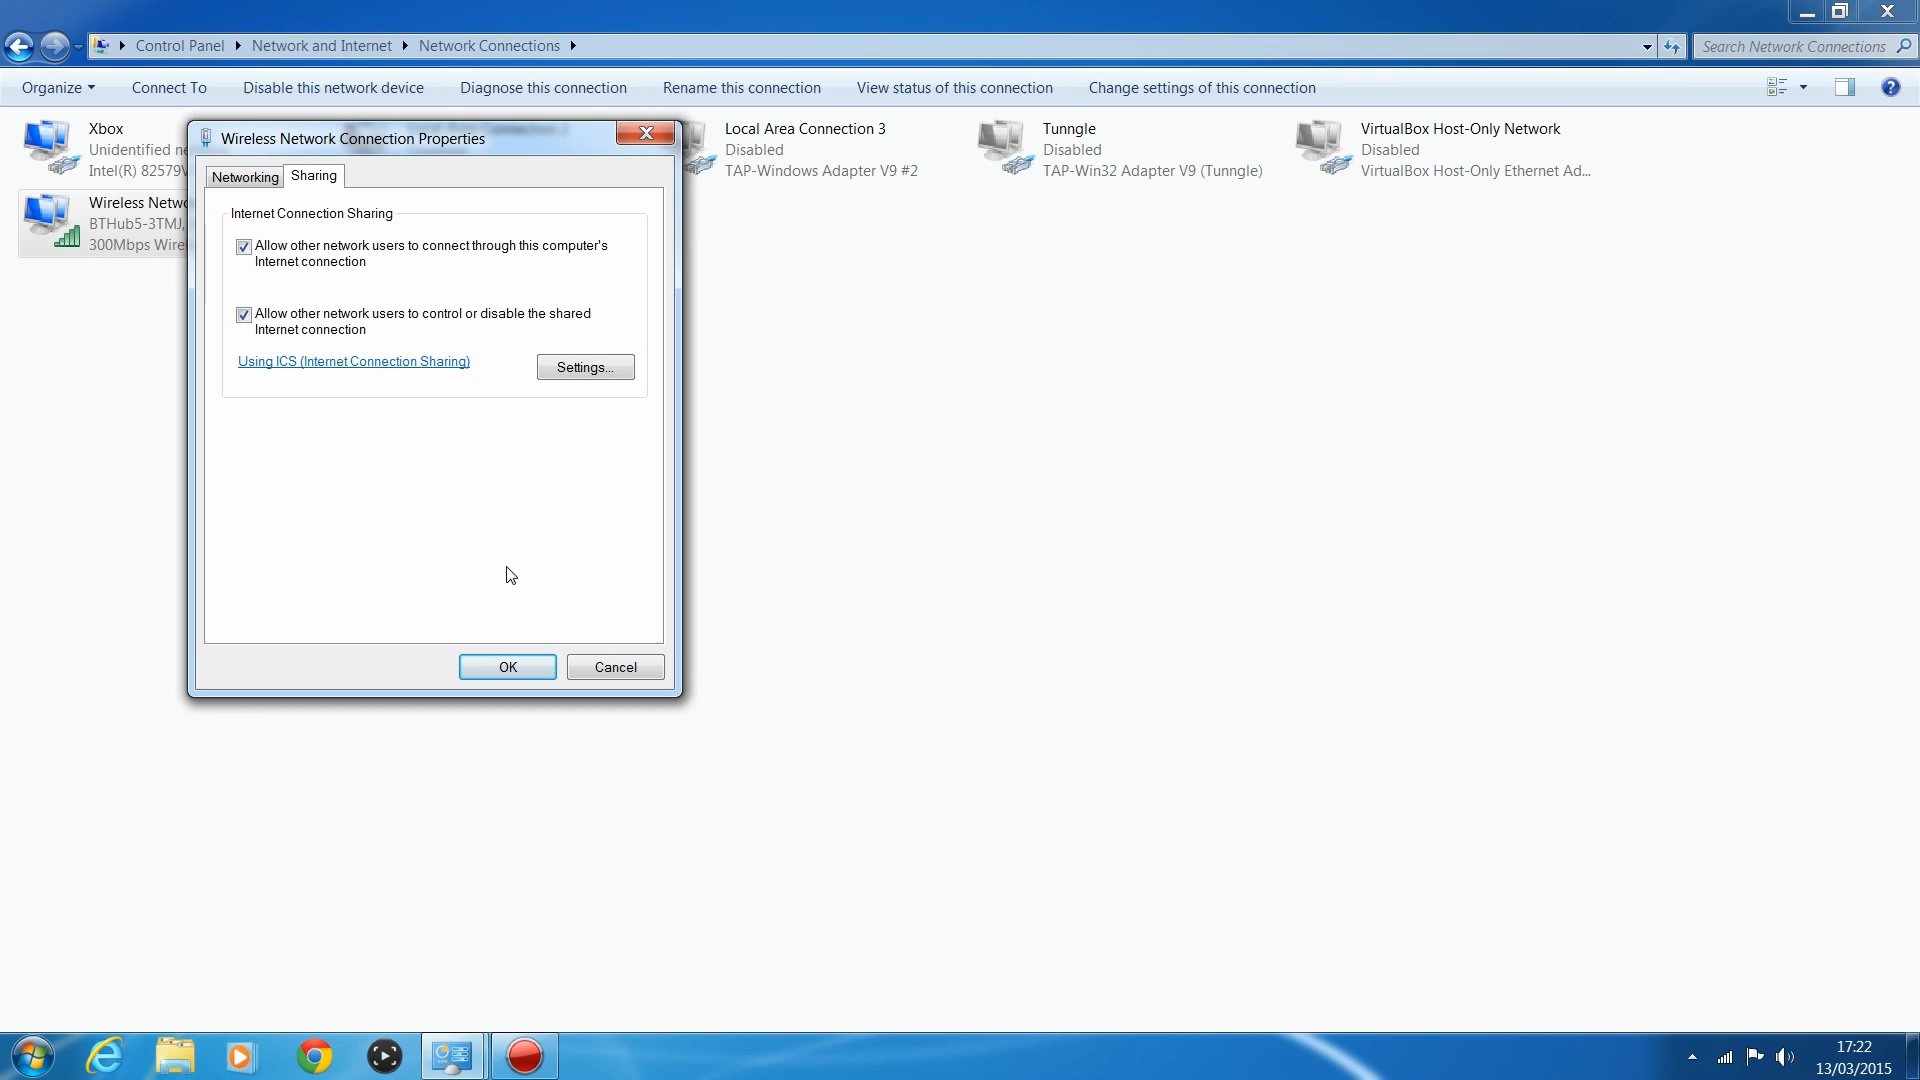 Control Panel Network and Internet Network Connections
Search Network Connections
Organize Connect To Disable this network device Diagnose this connection Rename this connection View status of this connection Change settings of this connection
Xbox
Unidentified ne
Intel(R) 82579V
Wireless Netwo
BTHub5-3TMJ,
300Mbps Wire
Wireless Network Connection Properties
Networking Sharing
Internet Connection Sharing
Allow other network users to connect through this computer's
Internet connection
Allow other network users to control or disable the shared
Internet connection
Using ICS (Internet Connection Sharing)
Settings...
OK Cancel
Local Area Connection 3
Disabled
TAP-Windows Adapter V9 #2
Tunngle
Disabled
TAP-Win32 Adapter V9 (Tunngle)
VirtualBox Host-Only Network
Disabled
VirtualBox Host-Only Ethernet Ad...
17:22
13/03/2015